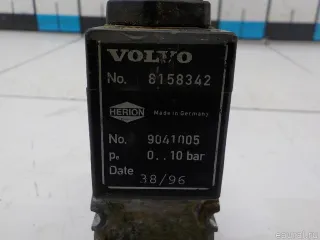 VOLVO
No. 8158342
HERION Made in Germany
No. 9041005
pe 0..10 bar
Date 38/96